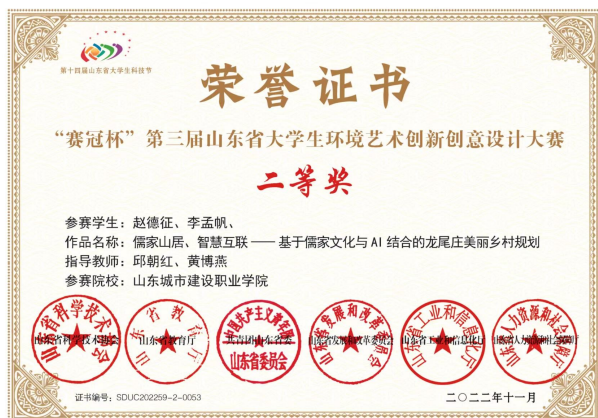 第十四届山东省大学生科技节
荣誉证书
“赛冠杯”第三届山东省大学生环境艺术创新创意设计大赛
二等奖
参赛学生：赵德征、李孟帆、
作品名称：儒家山居、智慧互联——基于儒家文化与AI结合的龙尾庄美丽乡村规划
指导教师：邱朝红、黄博燕
参赛院校：山东城市建设职业学院
山东省科学技术协会 山东省教育厅 共青团山东省委 山东省发展和改革委员会 山东省工业和信息化厅 山东省人力资源和社会保障厅
山东省委员会
证书编号：SDUC202259-2-0053
二〇二二年十一月